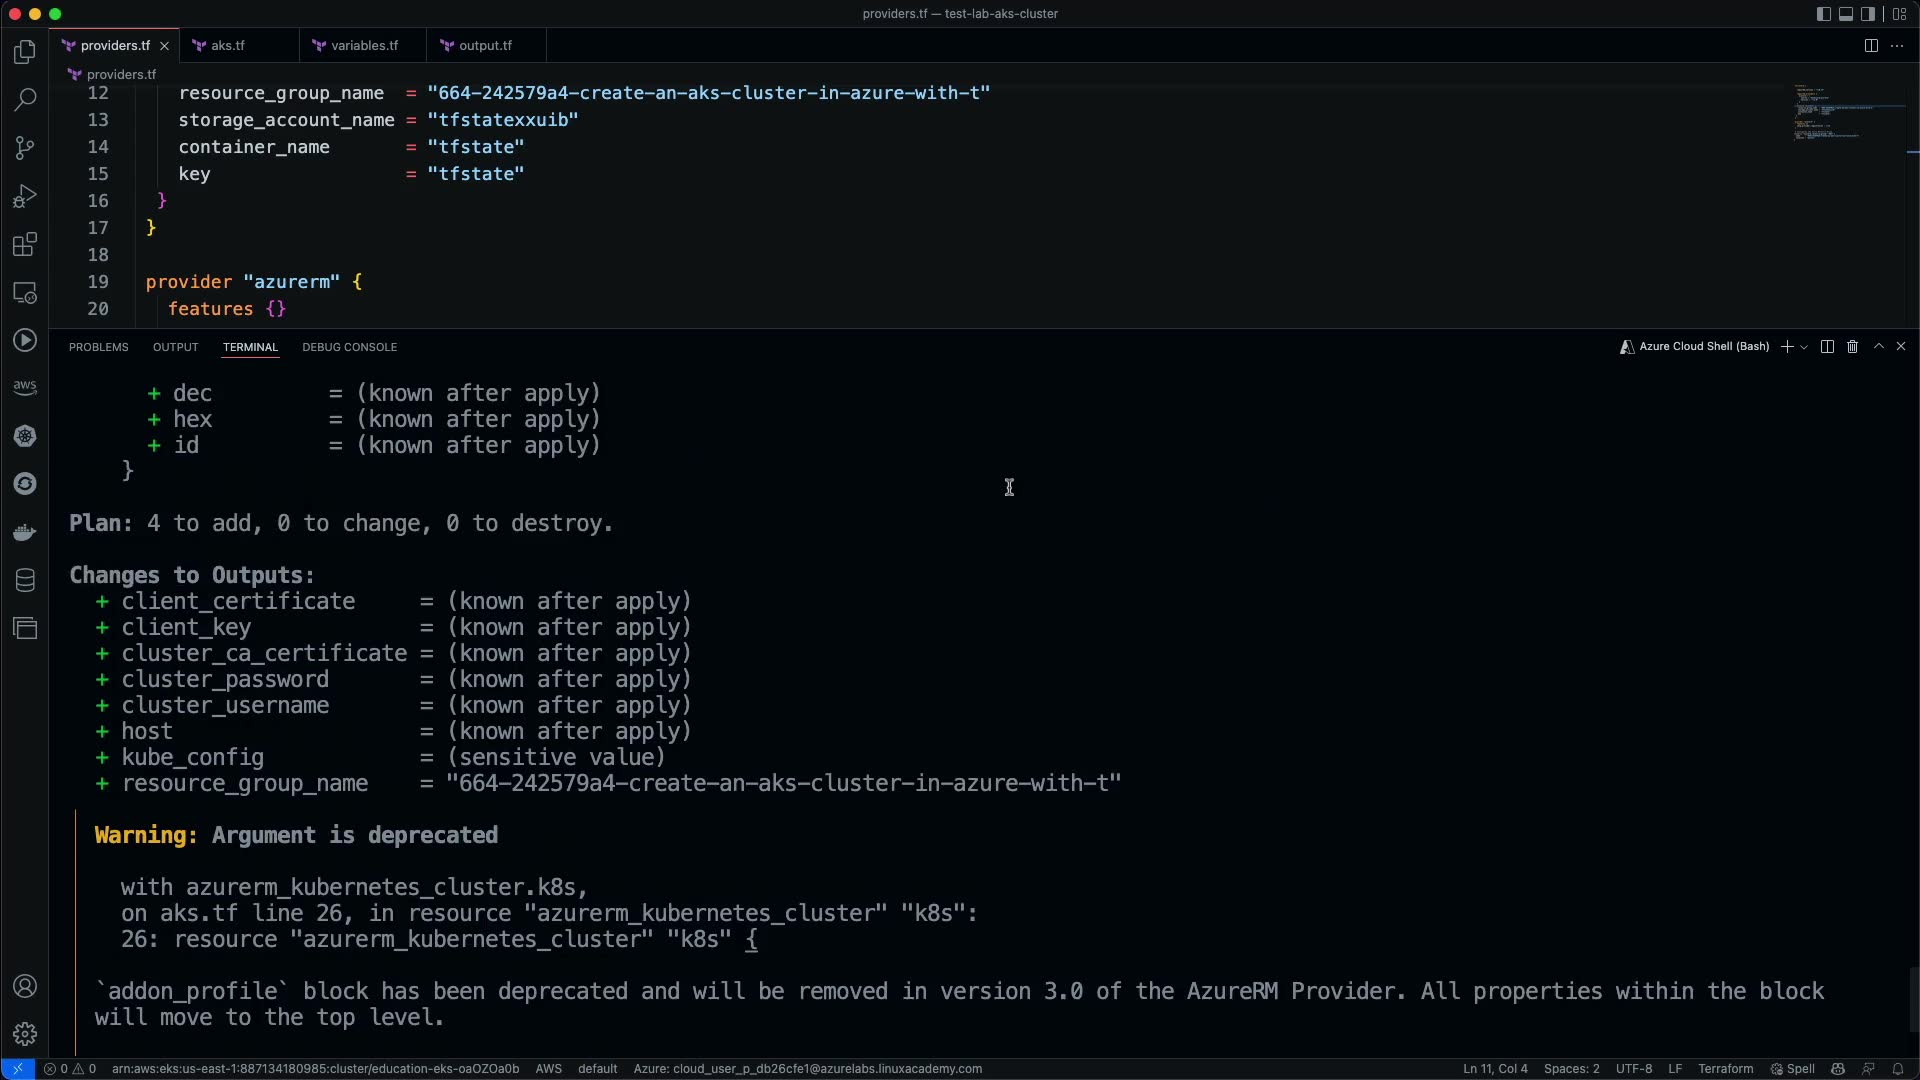 providers.tf — test-lab-aks-cluster
providers.tf
aks.tf
variables.tf
output.tf
providers.tf
12 resource_group_name = "664-242579a4-create-an-aks-cluster-in-azure-with-t"
13 storage_account_name = "tfstatexxuib"
14 container_name = "tfstate"
15 key = "tfstate"
16 }
17 }
18
19 provider "azurerm" {
20 features {}
PROBLEMS OUTPUT TERMINAL DEBUG CONSOLE
Azure Cloud Shell (Bash)
aws
+ dec = (known after apply)
+ hex = (known after apply)
+ id = (known after apply)
}
Plan: 4 to add, 0 to change, 0 to destroy.
Changes to Outputs:
+ client_certificate = (known after apply)
+ client_key = (known after apply)
+ cluster_ca_certificate = (known after apply)
+ cluster_password = (known after apply)
+ cluster_username = (known after apply)
+ host = (known after apply)
+ kube_config = (sensitive value)
+ resource_group_name = "664-242579a4-create-an-aks-cluster-in-azure-with-t"
Warning: Argument is deprecated
with azurerm_kubernetes_cluster.k8s,
on aks.tf line 26, in resource "azurerm_kubernetes_cluster" "k8s":
26: resource "azurerm_kubernetes_cluster" "k8s" {
`addon_profile` block has been deprecated and will be removed in version 3.0 of the AzureRM Provider. All properties within the block
will move to the top level.
0 0 arn:aws:eks:us-east-1:887134180985:cluster/education-eks-oaOZOa0b AWS default Azure: cloud_user_p_db26cfe1@azurelabs.linuxacademy.com Ln 11, Col 4 Spaces: 2 UTF-8 LF Terraform Spell